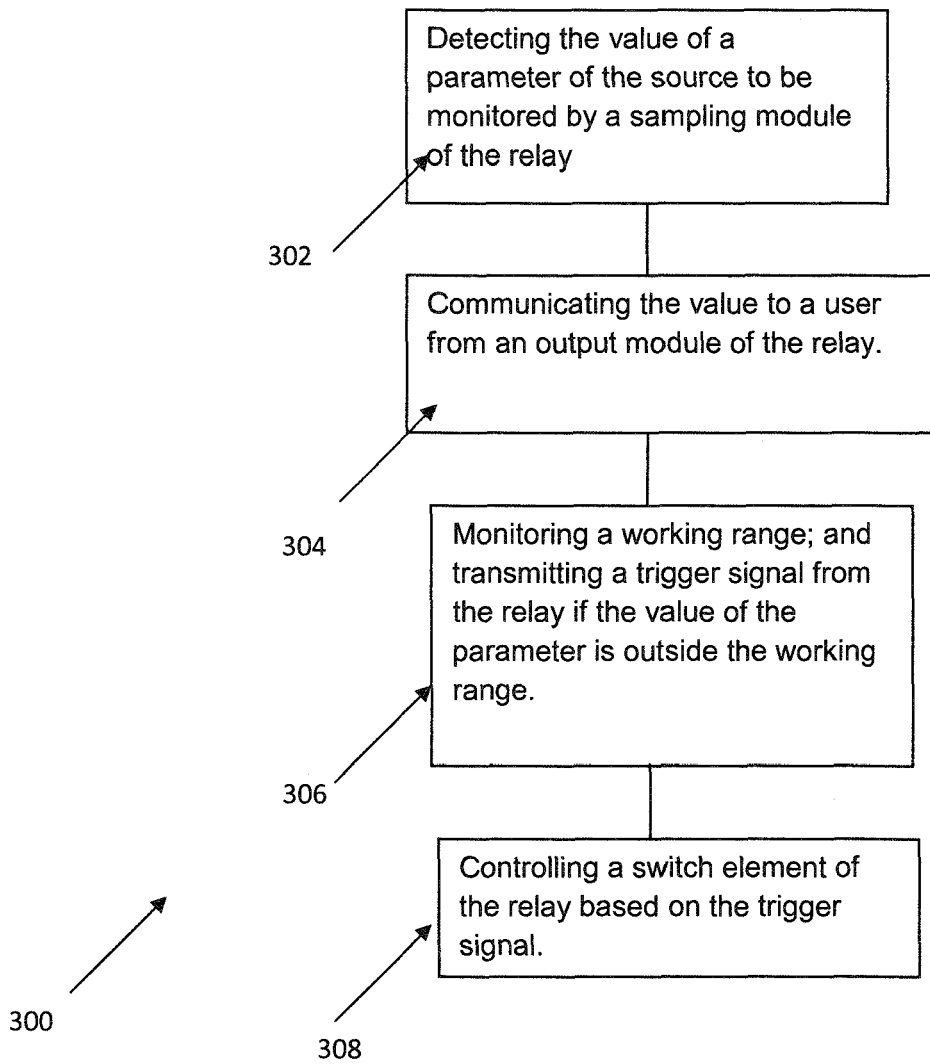 Detecting the value of a
parameter of the source to be
monitored by a sampling module
of the relay
302
Communicating the value to a user
from an output module of the relay.
304
Monitoring a working range; and
transmitting a trigger signal from
the relay if the value of the
parameter is outside the working
range.
306
Controlling a switch element of
the relay based on the trigger
signal.
300
308